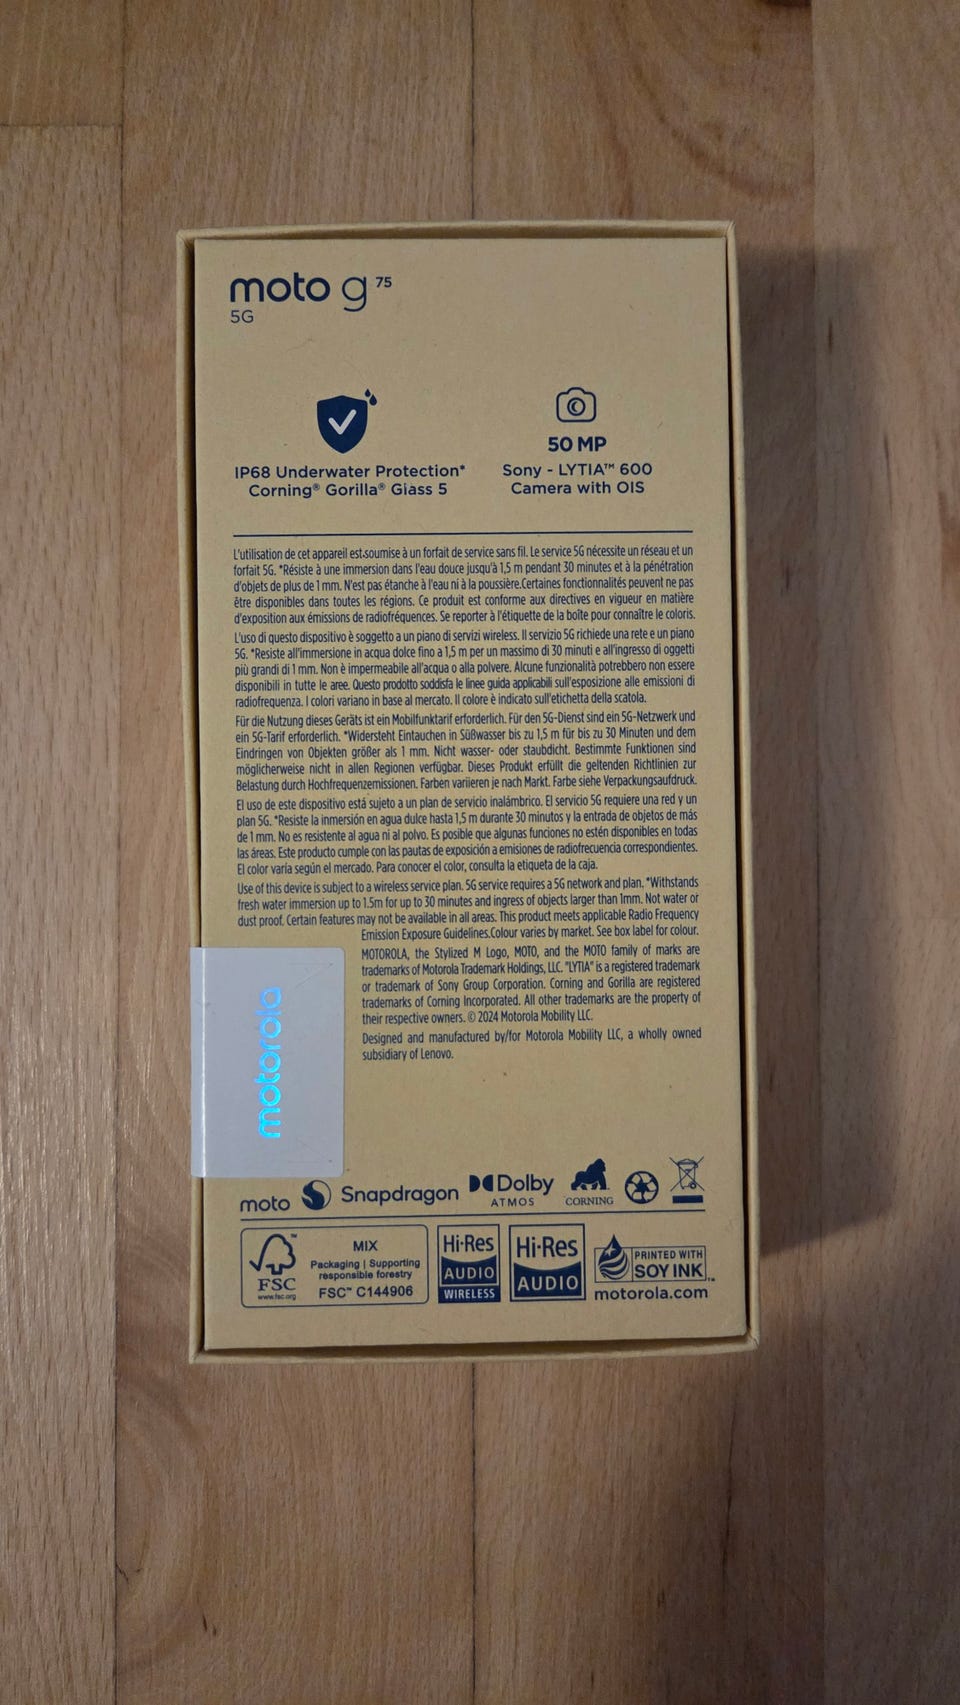 moto g 75
5G
IP68 Underwater Protection*
Corning® Gorilla® Glass 5
50 MP
Sony - LYTIA™ 600
Camera with OIS
L'utilisation de cet appareil est soumise à un forfait de service sans fil. Le service 5G nécessite un réseau et un
forfait 5G. *Résiste à une immersion dans l'eau douce jusqu'à 1,5 m pendant 30 minutes et à la pénétration
d'objets de plus de 1 mm. N'est pas étanche à l'eau ni à la poussière.Certaines fonctionnalités peuvent ne pas
être disponibles dans toutes les régions. Ce produit est conforme aux directives en vigueur en matière
d'exposition aux émissions de radiofréquences. Se reporter à l'étiquette de la boîte pour connaître le coloris.
L'uso di questo dispositivo è soggetto a un piano di servizi wireless. Il servizio 5G richiede una rete e un piano
5G. *Resiste all'immersione in acqua dolce fino a 1,5 m per un massimo di 30 minuti e all'ingresso di oggetti
più grandi di 1 mm. Non è impermeabile all'acqua o alla polvere. Alcune funzionalità potrebbero non essere
disponibili in tutte le aree. Questo prodotto soddisfa le linee guida applicabili sull'esposizione alle emissioni di
radiofrequenza. I colori variano in base al mercato. Il colore è indicato sull'etichetta della scatola.
Für die Nutzung dieses Geräts ist ein Mobilfunktarif erforderlich. Für den 5G-Dienst sind ein 5G-Netzwerk und
ein 5G-Tarif erforderlich. *Widersteht Eintauchen in Süßwasser bis zu 1,5 m für bis zu 30 Minuten und dem
Eindringen von Objekten größer als 1 mm. Nicht wasser- oder staubdicht. Bestimmte Funktionen sind
möglicherweise nicht in allen Regionen verfügbar. Dieses Produkt erfüllt die geltenden Richtlinien zur
Belastung durch Hochfrequenzemissionen. Farben variieren je nach Markt. Farbe siehe Verpackungsaufdruck.
El uso de este dispositivo está sujeto a un plan de servicio inalámbrico. El servicio 5G requiere una red y un
plan 5G. *Resiste la inmersión en agua dulce hasta 1,5 m durante 30 minutos y la entrada de objetos de más
de 1 mm. No es resistente al agua ni al polvo. Es posible que algunas funciones no estén disponibles en todas
las áreas. Este producto cumple con las pautas de exposición a emisiones de radiofrecuencia correspondientes.
El color varía según el mercado. Para conocer el color, consulta la etiqueta de la caja.
Use of this device is subject to a wireless service plan. 5G service requires a 5G network and plan. *Withstands
fresh water immersion up to 1.5m for up to 30 minutes and ingress of objects larger than 1mm. Not water or
dust proof. Certain features may not be available in all areas. This product meets applicable Radio Frequency
Emission Exposure Guidelines.Colour varies by market. See box label for colour.
MOTOROLA, the Stylized M Logo, MOTO, and the MOTO family of marks are
trademarks of Motorola Trademark Holdings, LLC. "LYTIA" is a registered trademark
or trademark of Sony Group Corporation. Corning and Gorilla are registered
trademarks of Corning Incorporated. All other trademarks are the property of
their respective owners. © 2024 Motorola Mobility LLC.
Designed and manufactured by/for Motorola Mobility LLC, a wholly owned
subsidiary of Lenovo.
motorola
moto
Snapdragon
Dolby
ATMOS
CORNING
FSC™
www.fsc.org
MIX
Packaging | Supporting
responsible forestry
FSC™ C144906
Hi-Res
AUDIO
WIRELESS
Hi-Res
AUDIO
PRINTED WITH
SOY INK™
motorola.com